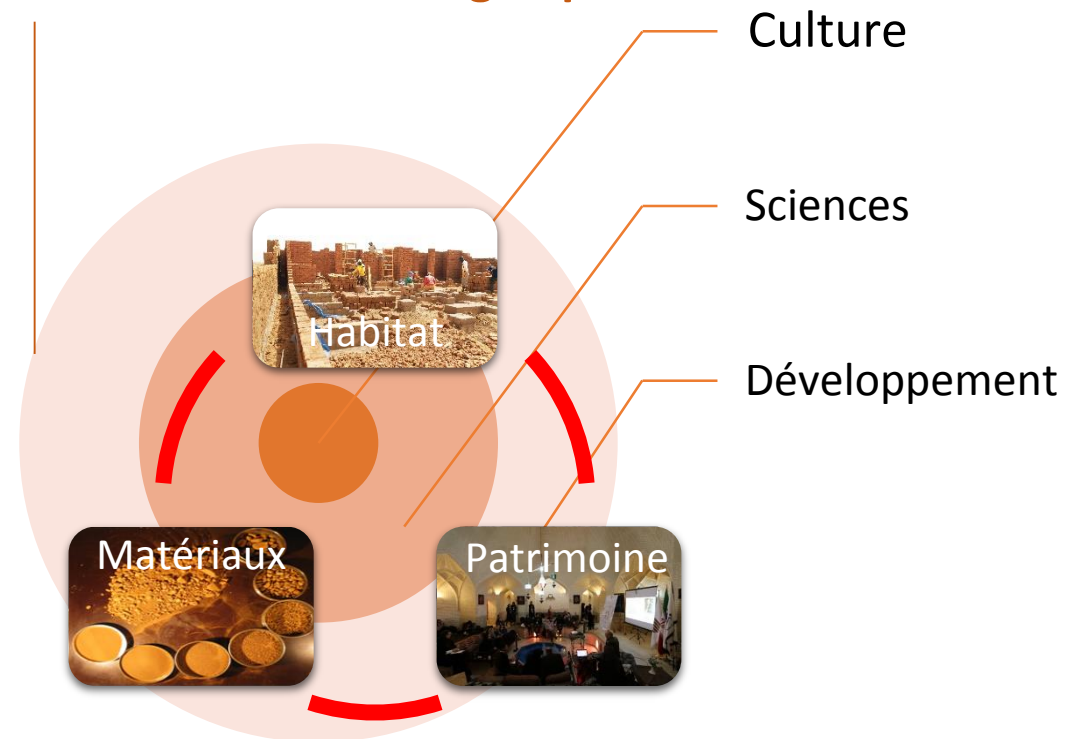 Culture
Sciences
Habitat
Développement
Matériaux
Patrimoine